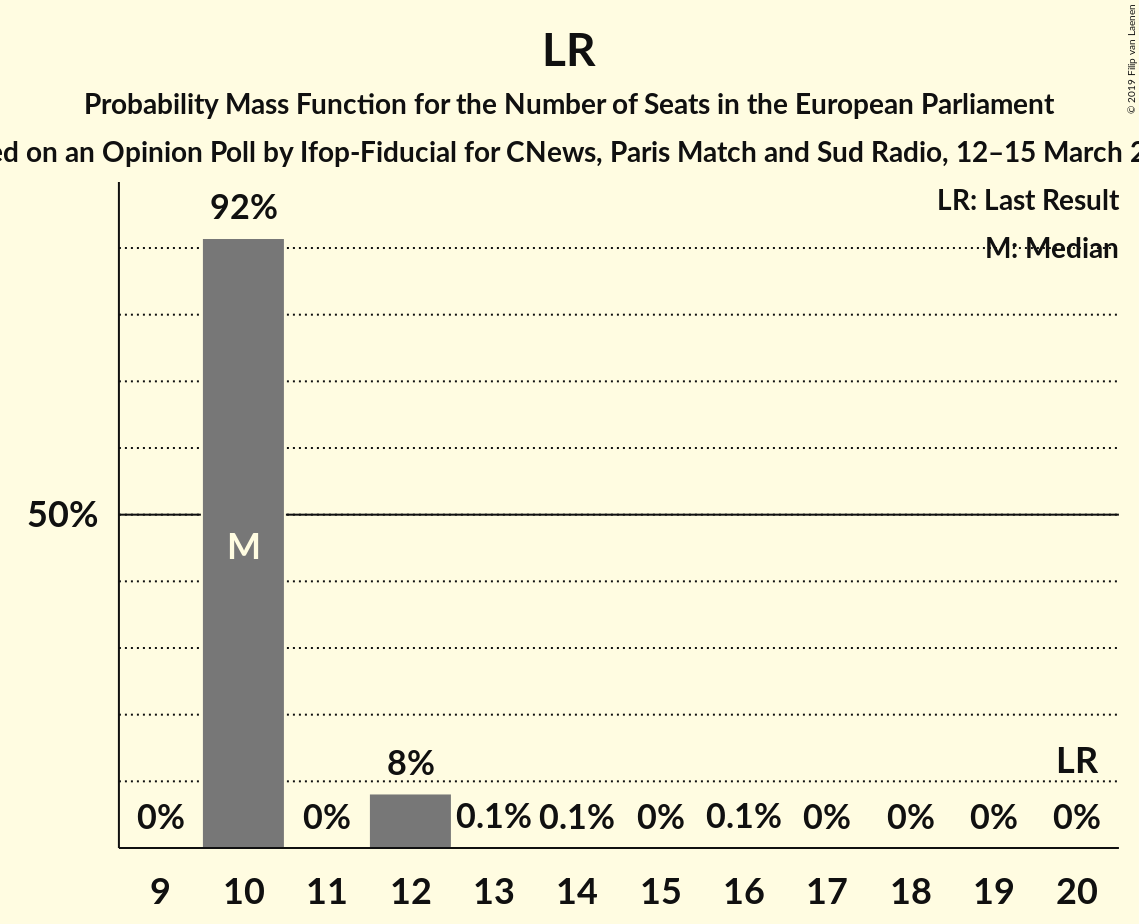 LR
Probability Mass Function for the Number of Seats in the European Parliament
ed on an Opinion Poll by Ifop-Fiducial for CNews, Paris Match and Sud Radio, 12–15 March 2
© 2019 Filip van Laenen
LR: Last Result
M: Median
92%
50%
M
8%
LR
0% 0% 0.1% 0.1% 0% 0.1% 0% 0% 0% 0%
9 10 11 12 13 14 15 16 17 18 19 20